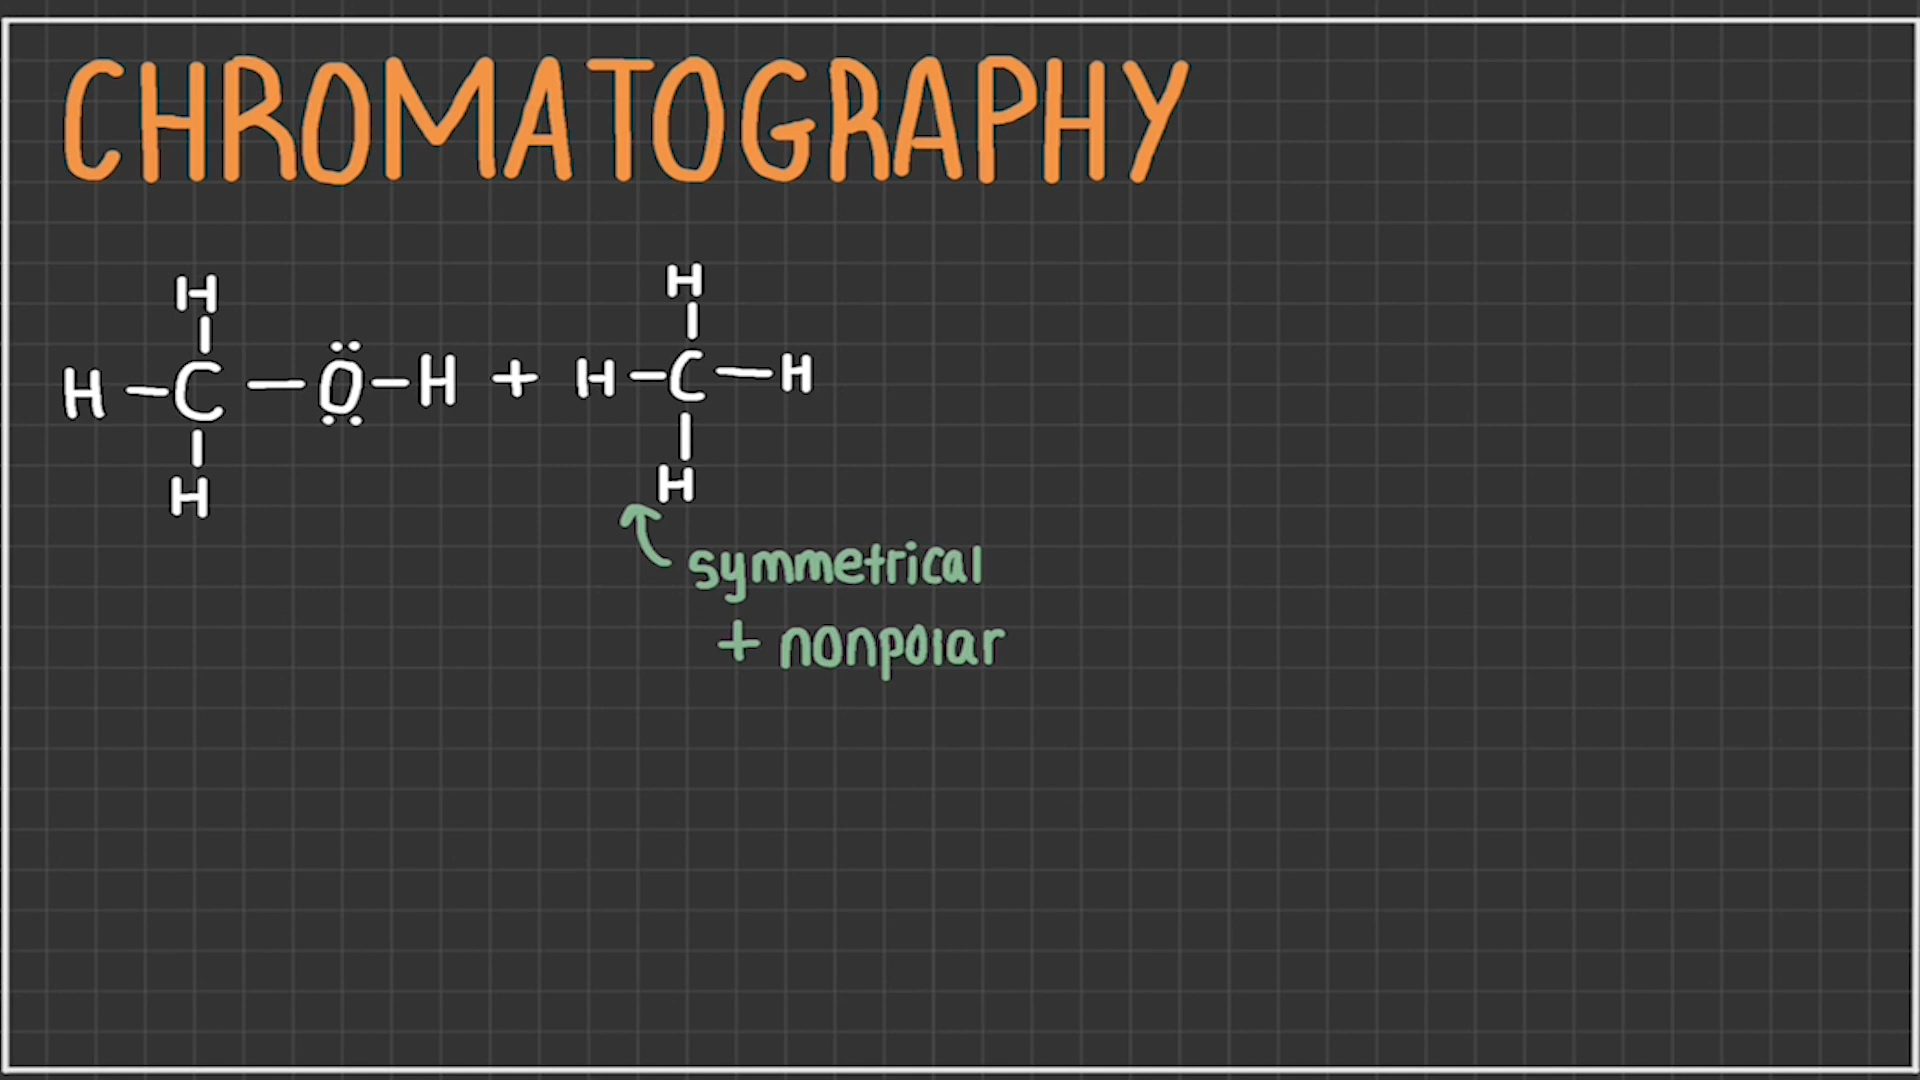 CHROMATOGRAPHY
H H
H — C — Ö — H + H — C — H
H H
symmetrical
+ nonpolar